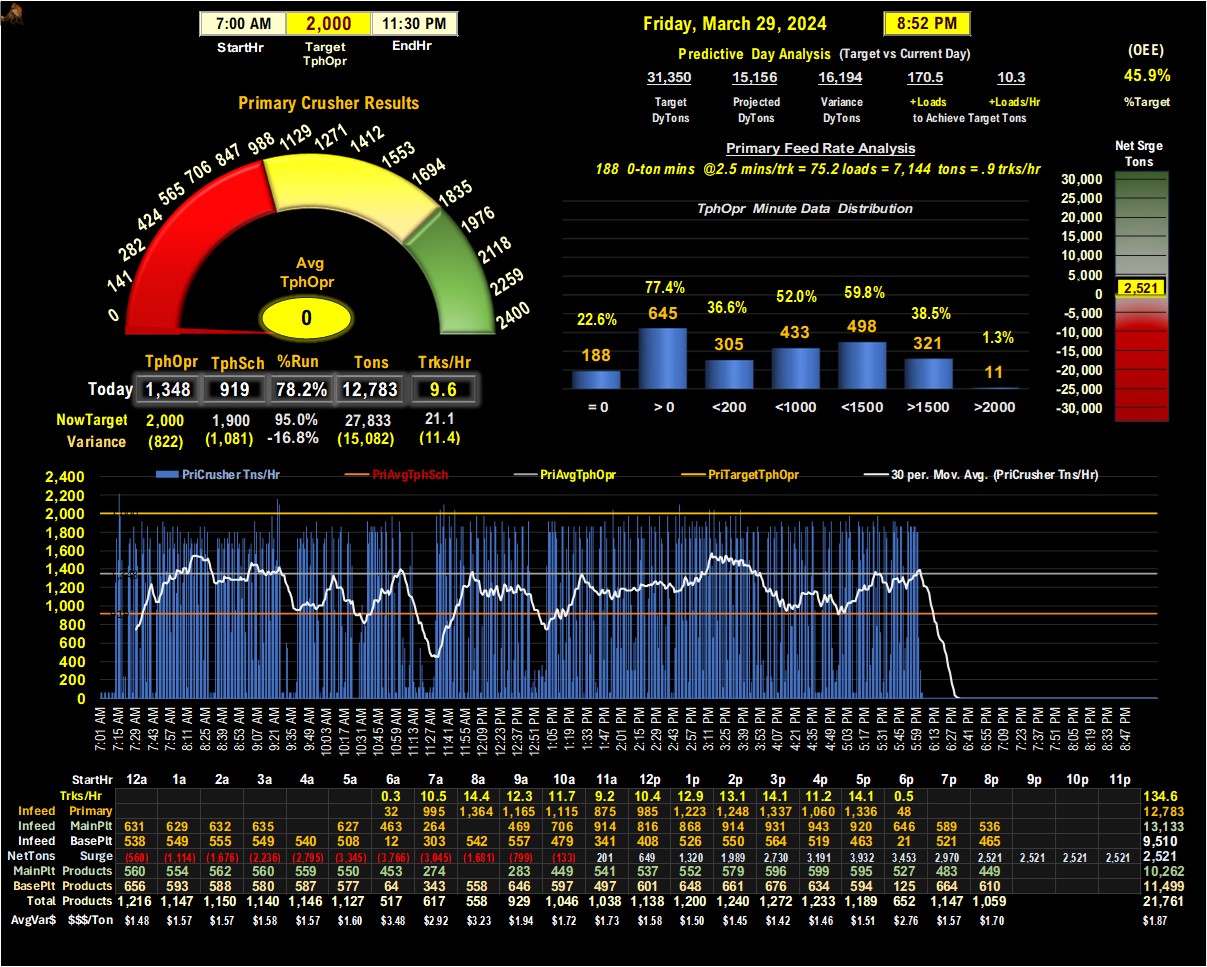 7:00 AM 2,000 11:30 PM
StartHr Target TphOpr EndHr
Friday, March 29, 2024 8:52 PM
Predictive Day Analysis (Target vs Current Day)
31,350 15,156 16,194 170.5 10.3
Target DyTons Projected DyTons Variance DyTons +Loads +Loads/Hr
to Achieve Target Tons
(OEE)
45.9%
%Target
Primary Crusher Results
0 141 282 424 565 706 847 988 1129 1271 1412 1553 1694 1835 1976 2118 2259 2400
Avg
TphOpr
0
TphOpr TphSch %Run Tons Trks/Hr
Today 1,348 919 78.2% 12,783 9.6
NowTarget 2,000 1,900 95.0% 27,833 21.1
Variance (822) (1,081) -16.8% (15,082) (11.4)
Primary Feed Rate Analysis
188 0-ton mins @2.5 mins/trk = 75.2 loads = 7,144 tons = .9 trks/hr
TphOpr Minute Data Distribution
22.6% 77.4% 36.6% 52.0% 59.8% 38.5% 1.3%
188 645 305 433 498 321 11
= 0 > 0 <200 <1000 <1500 >1500 >2000
Net Srge
Tons
30,000
25,000
20,000
15,000
10,000
5,000
2,521
0
-5,000
-10,000
-15,000
-20,000
-25,000
-30,000
PriCrusher Tns/Hr PriAvgTphSch PriAvgTphOpr PriTargetTphOpr 30 per. Mov. Avg. (PriCrusher Tns/Hr)
2,400
2,200
2,000
1,800
1,600
1,400
1,200
1,000
800
600
400
200
0
7:01 AM 7:15 AM 7:29 AM 7:43 AM 7:57 AM 8:11 AM 8:25 AM 8:39 AM 8:53 AM 9:07 AM 9:21 AM 9:35 AM 9:49 AM 10:03 AM 10:17 AM 10:31 AM 10:45 AM 10:59 AM 11:13 AM 11:27 AM 11:41 AM 11:55 AM 12:09 PM 12:23 PM 12:37 PM 12:51 PM 1:05 PM 1:19 PM 1:33 PM 1:47 PM 2:01 PM 2:15 PM 2:29 PM 2:43 PM 2:57 PM 3:11 PM 3:25 PM 3:39 PM 3:53 PM 4:07 PM 4:21 PM 4:35 PM 4:49 PM 5:03 PM 5:17 PM 5:31 PM 5:45 PM 5:59 PM 6:13 PM 6:27 PM 6:41 PM 6:55 PM 7:09 PM 7:23 PM 7:37 PM 7:51 PM 8:05 PM 8:19 PM 8:33 PM 8:47 PM
StartHr 12a 1a 2a 3a 4a 5a 6a 7a 8a 9a 10a 11a 12p 1p 2p 3p 4p 5p 6p 7p 8p 9p 10p 11p
Trks/Hr 0.3 10.5 14.4 12.3 11.7 9.2 10.4 12.9 13.1 14.1 11.2 14.1 0.5 134.6
Infeed Primary 32 995 1,364 1,165 1,115 875 985 1,223 1,248 1,337 1,060 1,336 48 12,783
Infeed MainPlt 631 629 632 635 627 463 264 469 706 914 816 868 914 931 943 920 646 589 536 13,133
Infeed BasePlt 538 549 555 549 540 508 12 303 542 557 479 341 408 526 550 564 519 463 21 521 465 9,510
NetTons Surge (560) (1,114) (1,676) (2,236) (2,795) (3,345) (3,766) (3,045) (1,681) (799) (133) 201 649 1,320 1,989 2,730 3,191 3,932 3,453 2,970 2,521 2,521 2,521 2,521 2,521
MainPlt Products 560 554 562 560 559 550 453 274 283 449 541 537 552 579 596 599 595 527 483 449 10,262
BasePlt Products 656 593 588 580 587 577 64 343 558 646 597 497 601 648 661 676 634 594 125 664 610 11,499
Total Products 1,216 1,147 1,150 1,140 1,146 1,127 517 617 558 929 1,046 1,038 1,138 1,200 1,240 1,272 1,233 1,189 652 1,147 1,059 21,761
AvgVar$ $$$/Ton $1.48 $1.57 $1.57 $1.58 $1.57 $1.60 $3.48 $2.92 $3.23 $1.94 $1.72 $1.73 $1.58 $1.50 $1.45 $1.42 $1.46 $1.51 $2.76 $1.57 $1.70 $1.87